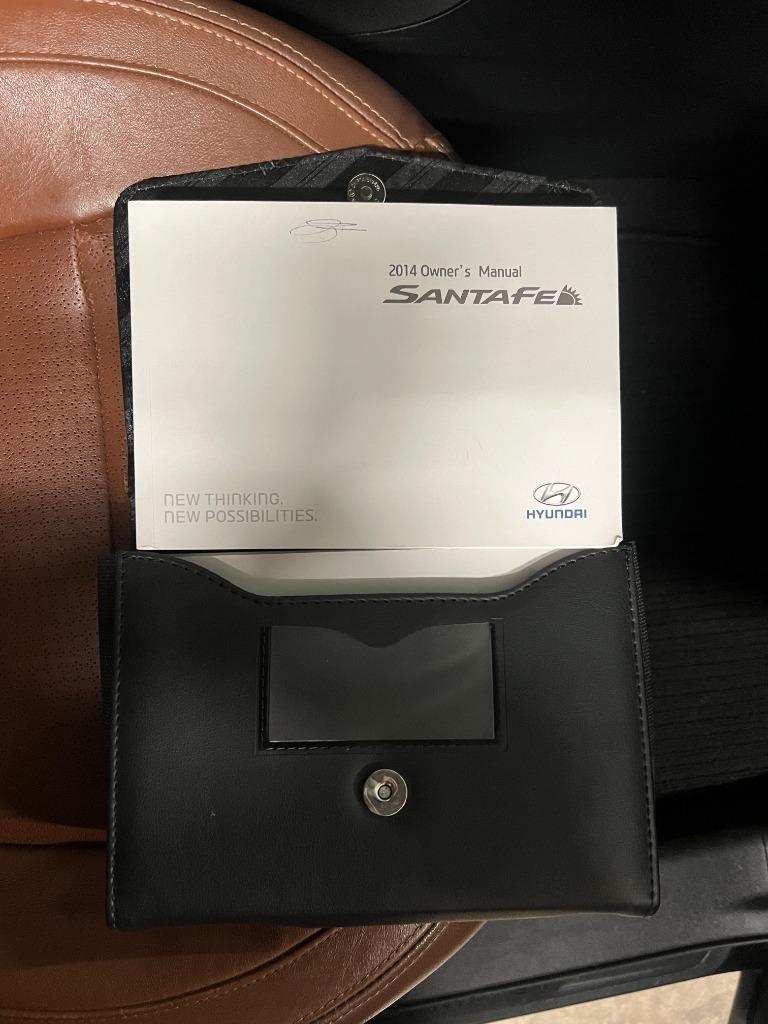 2014 Owner's Manual
SANTAFE
NEW THINKING.
NEW POSSIBILITIES.
HYUNDAI